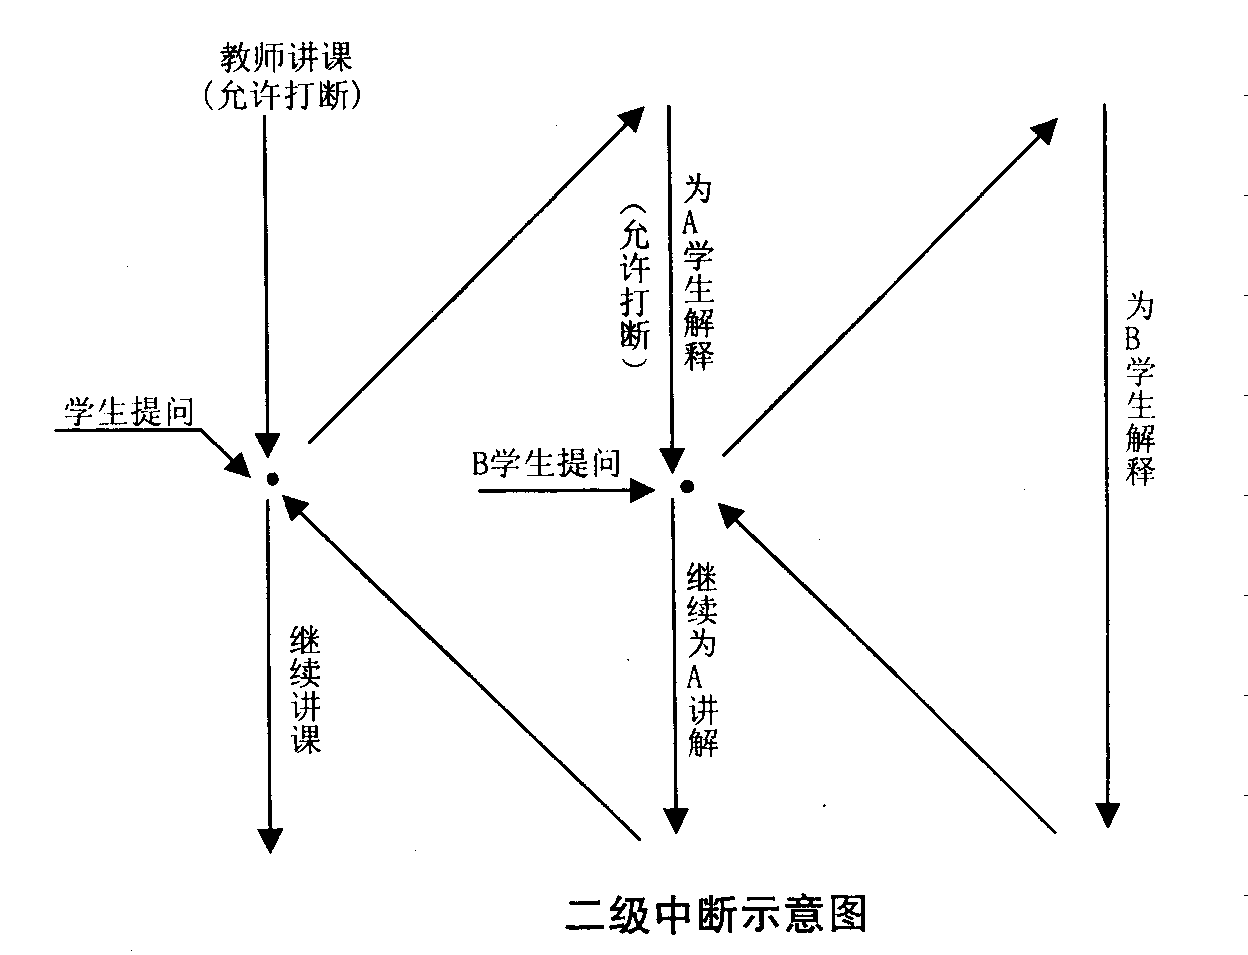 教师讲课
(允许打断)
学生提问
继续讲课
为A学生解释
(允许打断)
B学生提问
继续为A讲解
为B学生解释
二级中断示意图